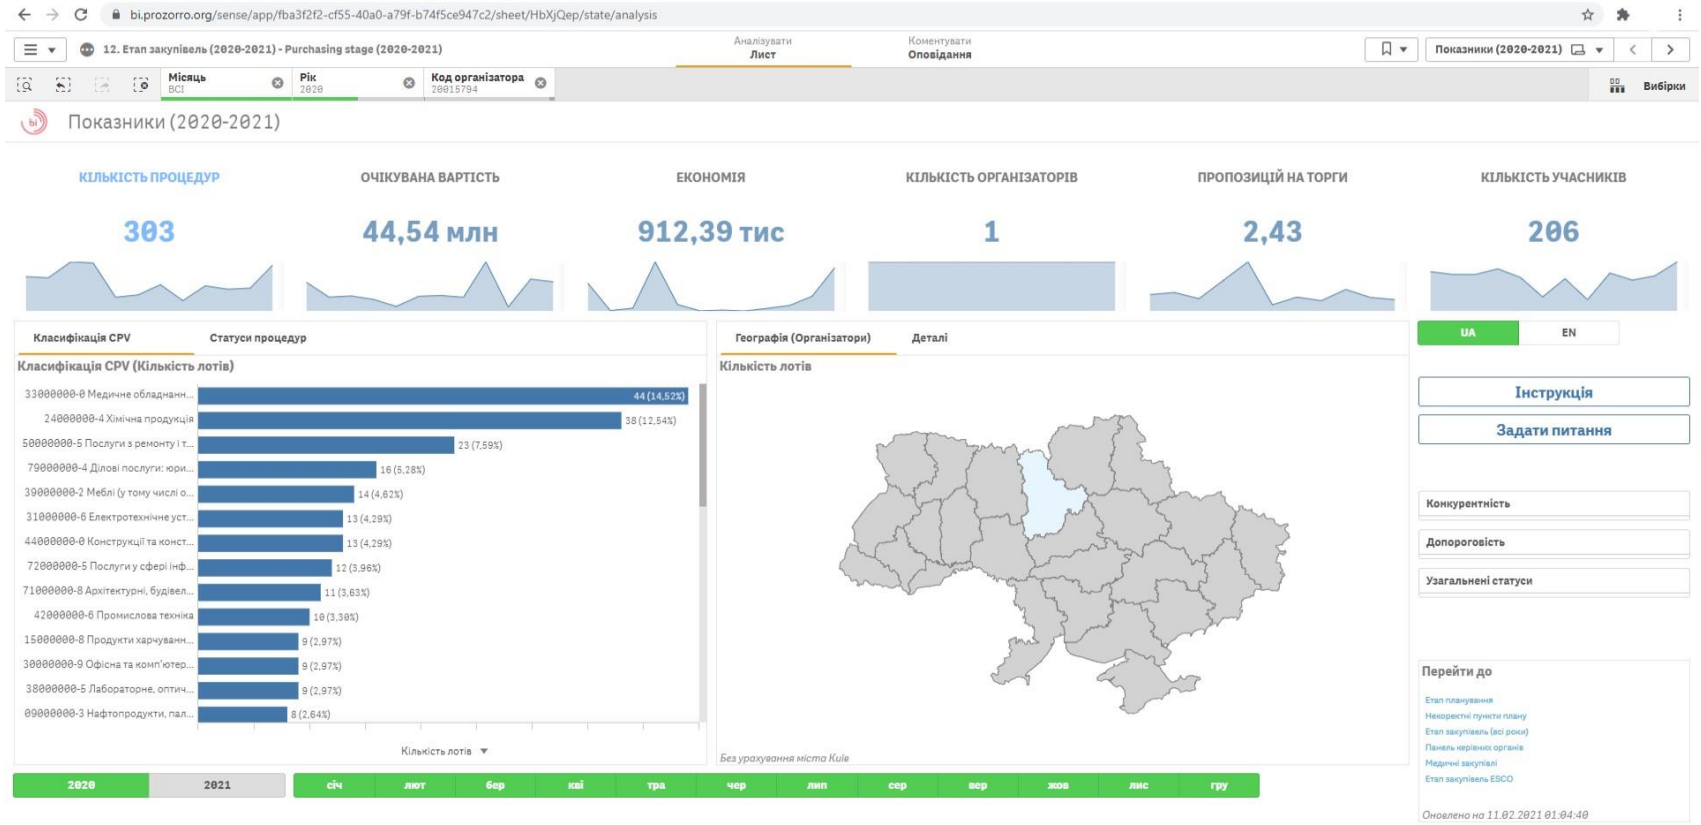 bi.prozorro.org/sense/app/fba3f2f2-cf55-40a0-a79f-b74f5ce947c2/sheet/HbXjQep/state/analysis
12. Етап закупівель (2020-2021) - Purchasing stage (2020-2021)
Аналізувати
Лист
Коментувати
Оповідання
Показники (2020-2021)
Місяць
ВСІ
Рік
2020
Код організатора
20015794
Вибірки
bi
Показники (2020-2021)
КІЛЬКІСТЬ ПРОЦЕДУР
ОЧІКУВАНА ВАРТІСТЬ
ЕКОНОМІЯ
КІЛЬКІСТЬ ОРГАНІЗАТОРІВ
ПРОПОЗИЦІЙ НА ТОРГИ
КІЛЬКІСТЬ УЧАСНИКІВ
303
44,54 млн
912,39 тис
1
2,43
206
Класифікація CPV
Статуси процедур
Класифікація CPV (Кількість лотів)
33000000-0 Медичне обладнанн... 44 (14,52%)
24000000-4 Хімічна продукція 38 (12,54%)
50000000-5 Послуги з ремонту і т... 23 (7,59%)
79000000-4 Ділові послуги: юри... 16 (5,28%)
39000000-2 Меблі (у тому числі о... 14 (4,62%)
31000000-6 Електротехнічне уст... 13 (4,29%)
44000000-0 Конструкції та конст... 13 (4,29%)
72000000-5 Послуги у сфері інф... 12 (3,96%)
71000000-8 Архітектурні, будівел... 11 (3,63%)
42000000-6 Промислова техніка 10 (3,30%)
15000000-8 Продукти харчуванн... 9 (2,97%)
30000000-9 Офісна та комп'ютер... 9 (2,97%)
38000000-5 Лабораторне, оптич... 9 (2,97%)
09000000-3 Нафтопродукти, пал... 8 (2,64%)
Кількість лотів
Географія (Організатори)
Деталі
Кількість лотів
Без урахування міста Київ
UA
EN
Інструкція
Задати питання
Конкурентність
Допороговість
Узагальнені статуси
Перейти до
Етап планування
Некоректні пункти плану
Етап закупівель (всі роки)
Панель керівних органів
Медичні закупівлі
Етап закупівель ESCO
Оновлено на 11.02.2021 01:04:40
2020
2021
січ
лют
бер
кві
тра
чер
лип
сер
вер
жов
лис
гру